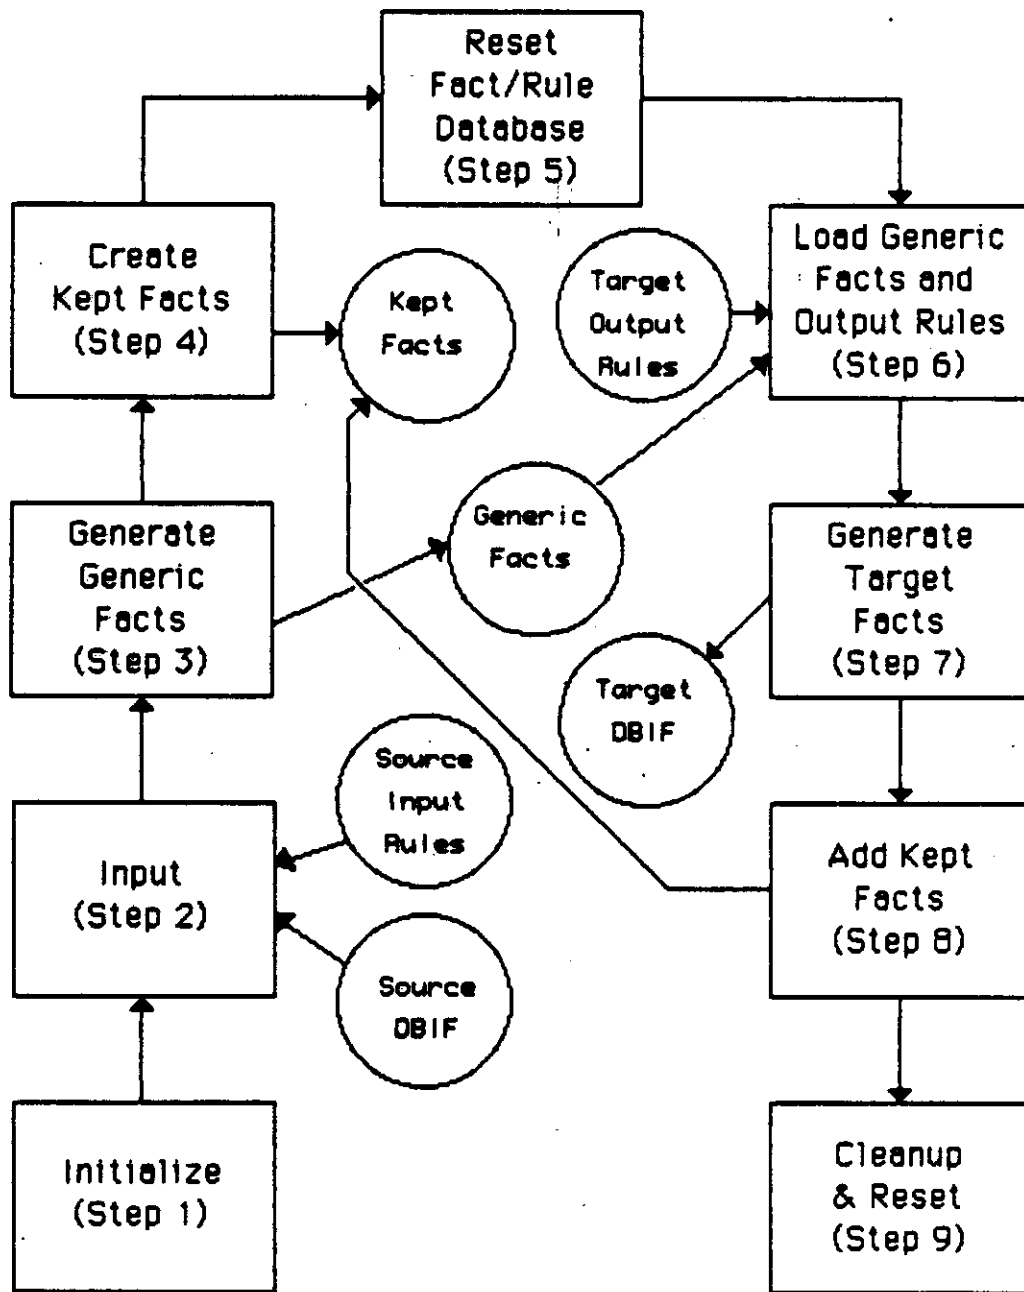 Reset
Fact/Rule
Database
(Step 5)
Create
Kept Facts
(Step 4)
Kept
Facts
Target
Output
Rules
Load Generic
Facts and
Output Rules
(Step 6)
Generate
Generic
Facts
(Step 3)
Generic
Facts
Generate
Target
Facts
(Step 7)
Target
DBIF
Source
Input
Rules
Input
(Step 2)
Add Kept
Facts
(Step 8)
Source
DBIF
Initialize
(Step 1)
Cleanup
& Reset
(Step 9)